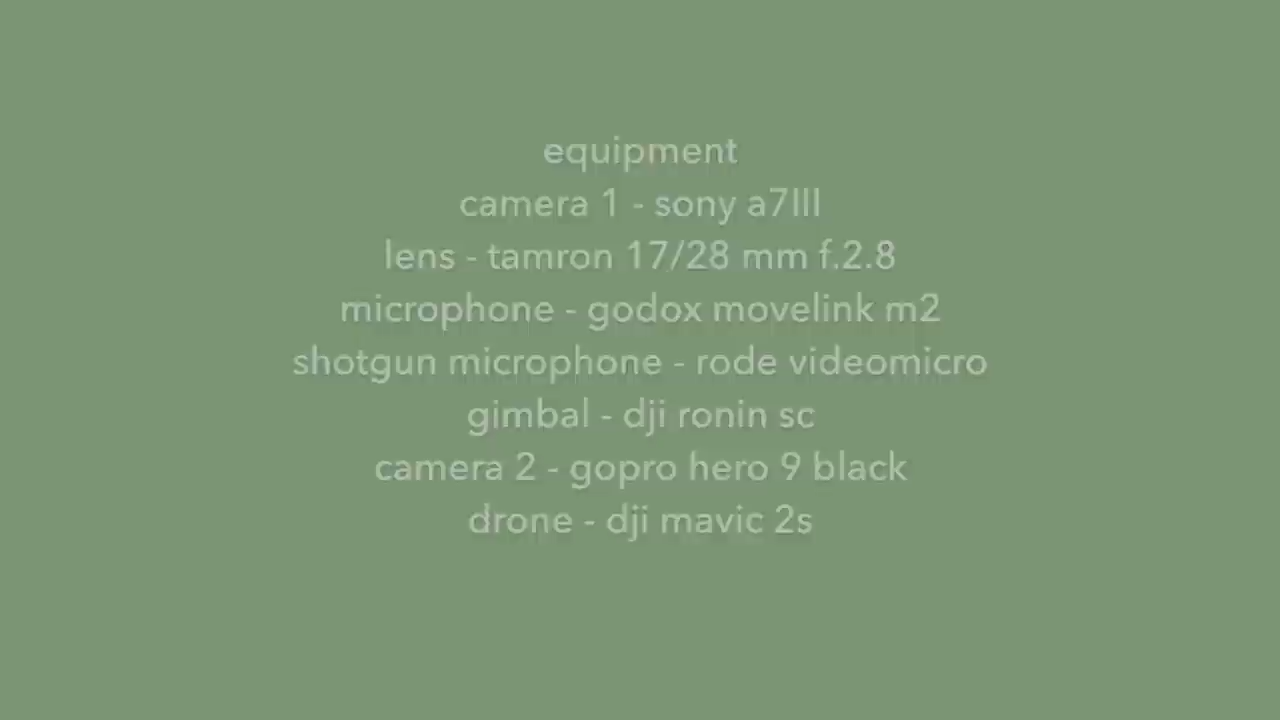 equipment
camera 1 - sony a7III
lens - tamron 17/28 mm f.2.8
microphone - godox movelink m2
shotgun microphone - rode videomicro
gimbal - dji ronin sc
camera 2 - gopro hero 9 black
drone - dji mavic 2s